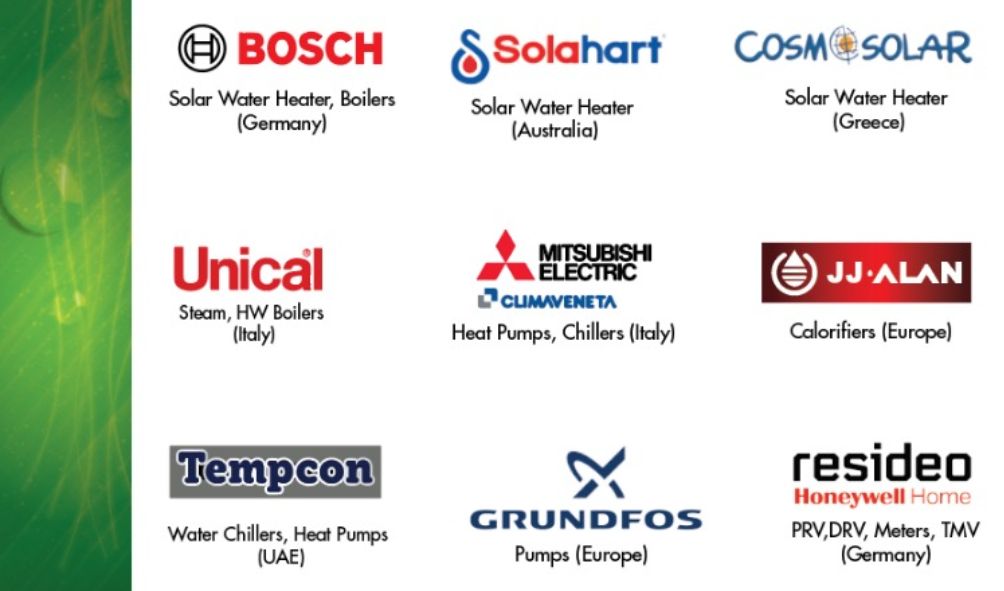 BOSCH
Solar Water Heater, Boilers
(Germany)
Solahart
Solar Water Heater
(Australia)
COSMOSOLAR
Solar Water Heater
(Greece)
Unical
Steam, HW Boilers
(Italy)
MITSUBISHI
ELECTRIC
CLIMAVENETA
Heat Pumps, Chillers (Italy)
JJ·ALAN
Calorifiers (Europe)
Tempcon
Water Chillers, Heat Pumps
(UAE)
GRUNDFOS
Pumps (Europe)
resideo
Honeywell Home
PRV,DRV, Meters, TMV
(Germany)